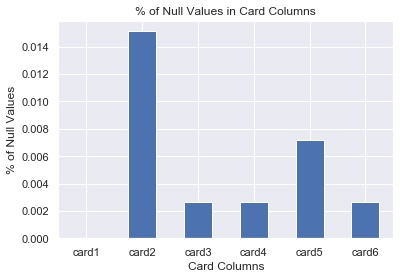 % of Null Values in Card Columns
% of Null Values
0.014
0.012
0.010
0.008
0.006
0.004
0.002
0.000
card1 card2 card3 card4 card5 card6
Card Columns